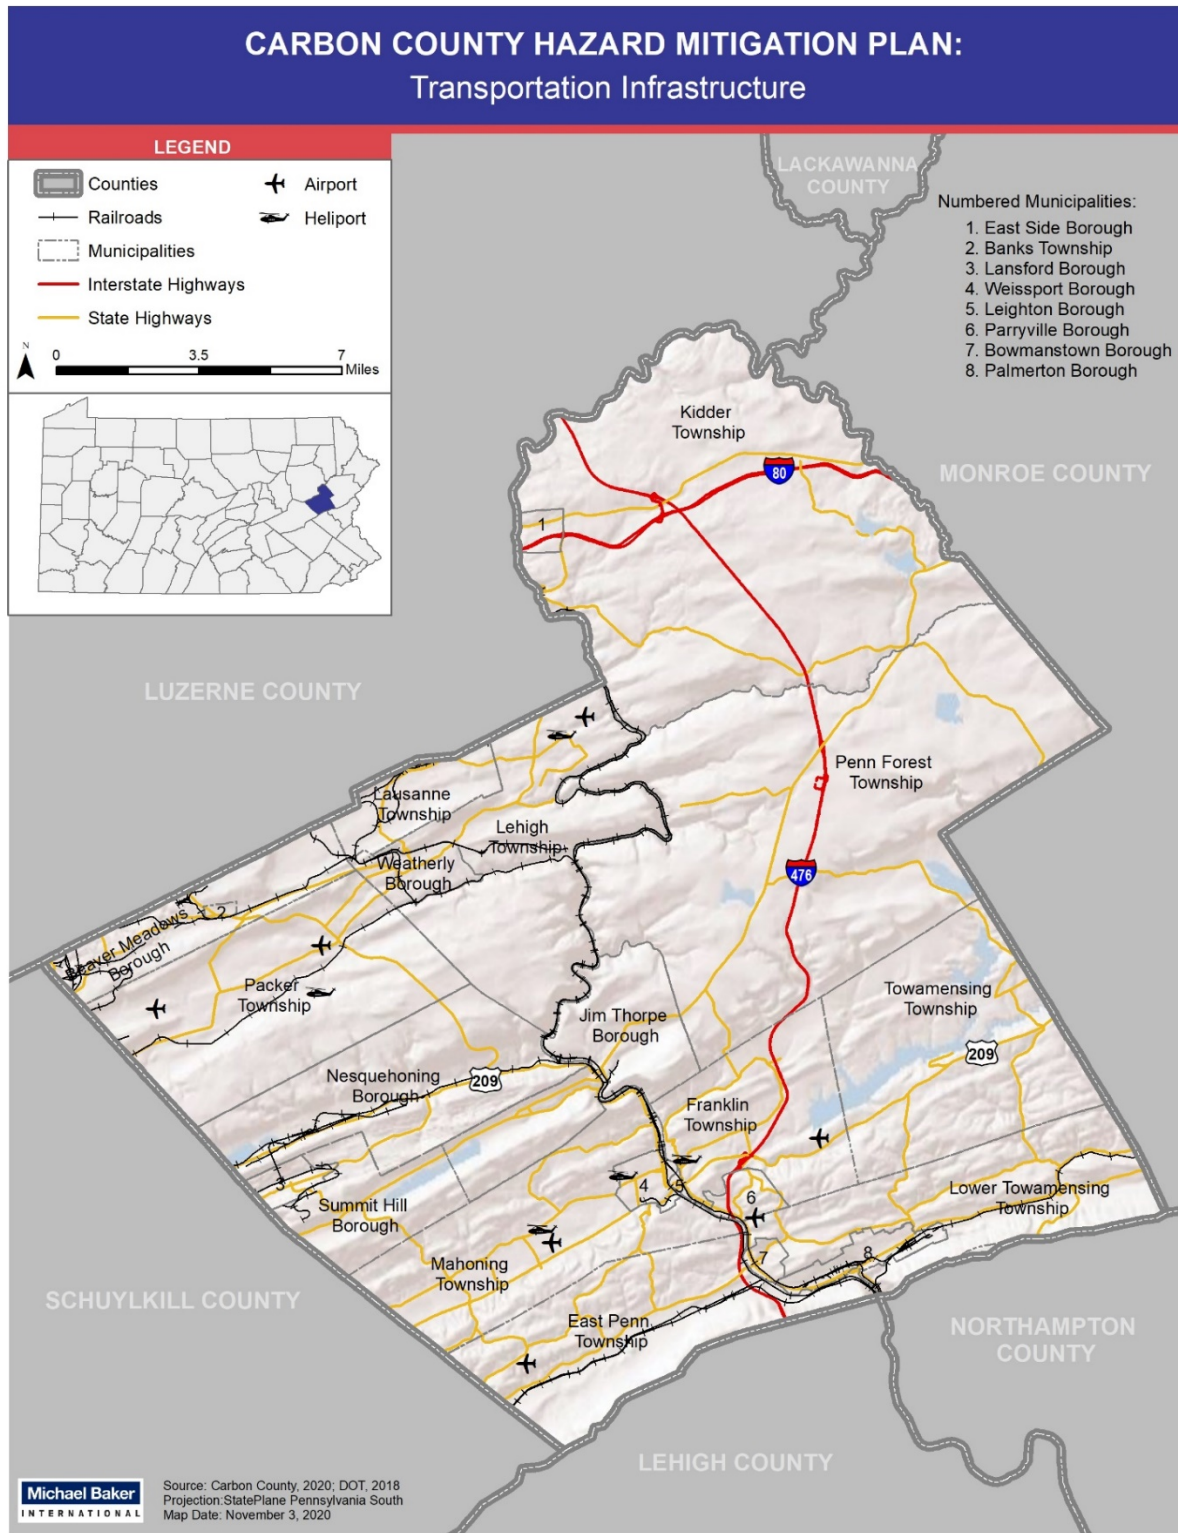 CARBON COUNTY HAZARD MITIGATION PLAN:
Transportation Infrastructure
LEGEND
Counties
Airport
Railroads
Heliport
Municipalities
Interstate Highways
State Highways
N
0
3.5
7
Miles
LACKAWANNA
COUNTY
Numbered Municipalities:
1. East Side Borough
2. Banks Township
3. Lansford Borough
4. Weissport Borough
5. Leighton Borough
6. Parryville Borough
7. Bowmanstown Borough
8. Palmerton Borough
Kidder
Township
80
MONROE COUNTY
1
LUZERNE COUNTY
Penn Forest
Township
Lausanne
Township
Lehigh
Township
Weatherly
Borough
476
2
Beaver Meadows
Borough
Packer
Township
Towamensing
Township
Jim Thorpe
Borough
209
Nesquehoning
Borough
209
Franklin
Township
3
4
5
6
Summit Hill
Borough
Lower Towamensing
Township
7
8
Mahoning
Township
SCHUYLKILL COUNTY
East Penn
Township
NORTHAMPTON
COUNTY
LEHIGH COUNTY
Michael Baker
INTERNATIONAL
Source: Carbon County, 2020; DOT, 2018
Projection:StatePlane Pennsylvania South
Map Date: November 3, 2020